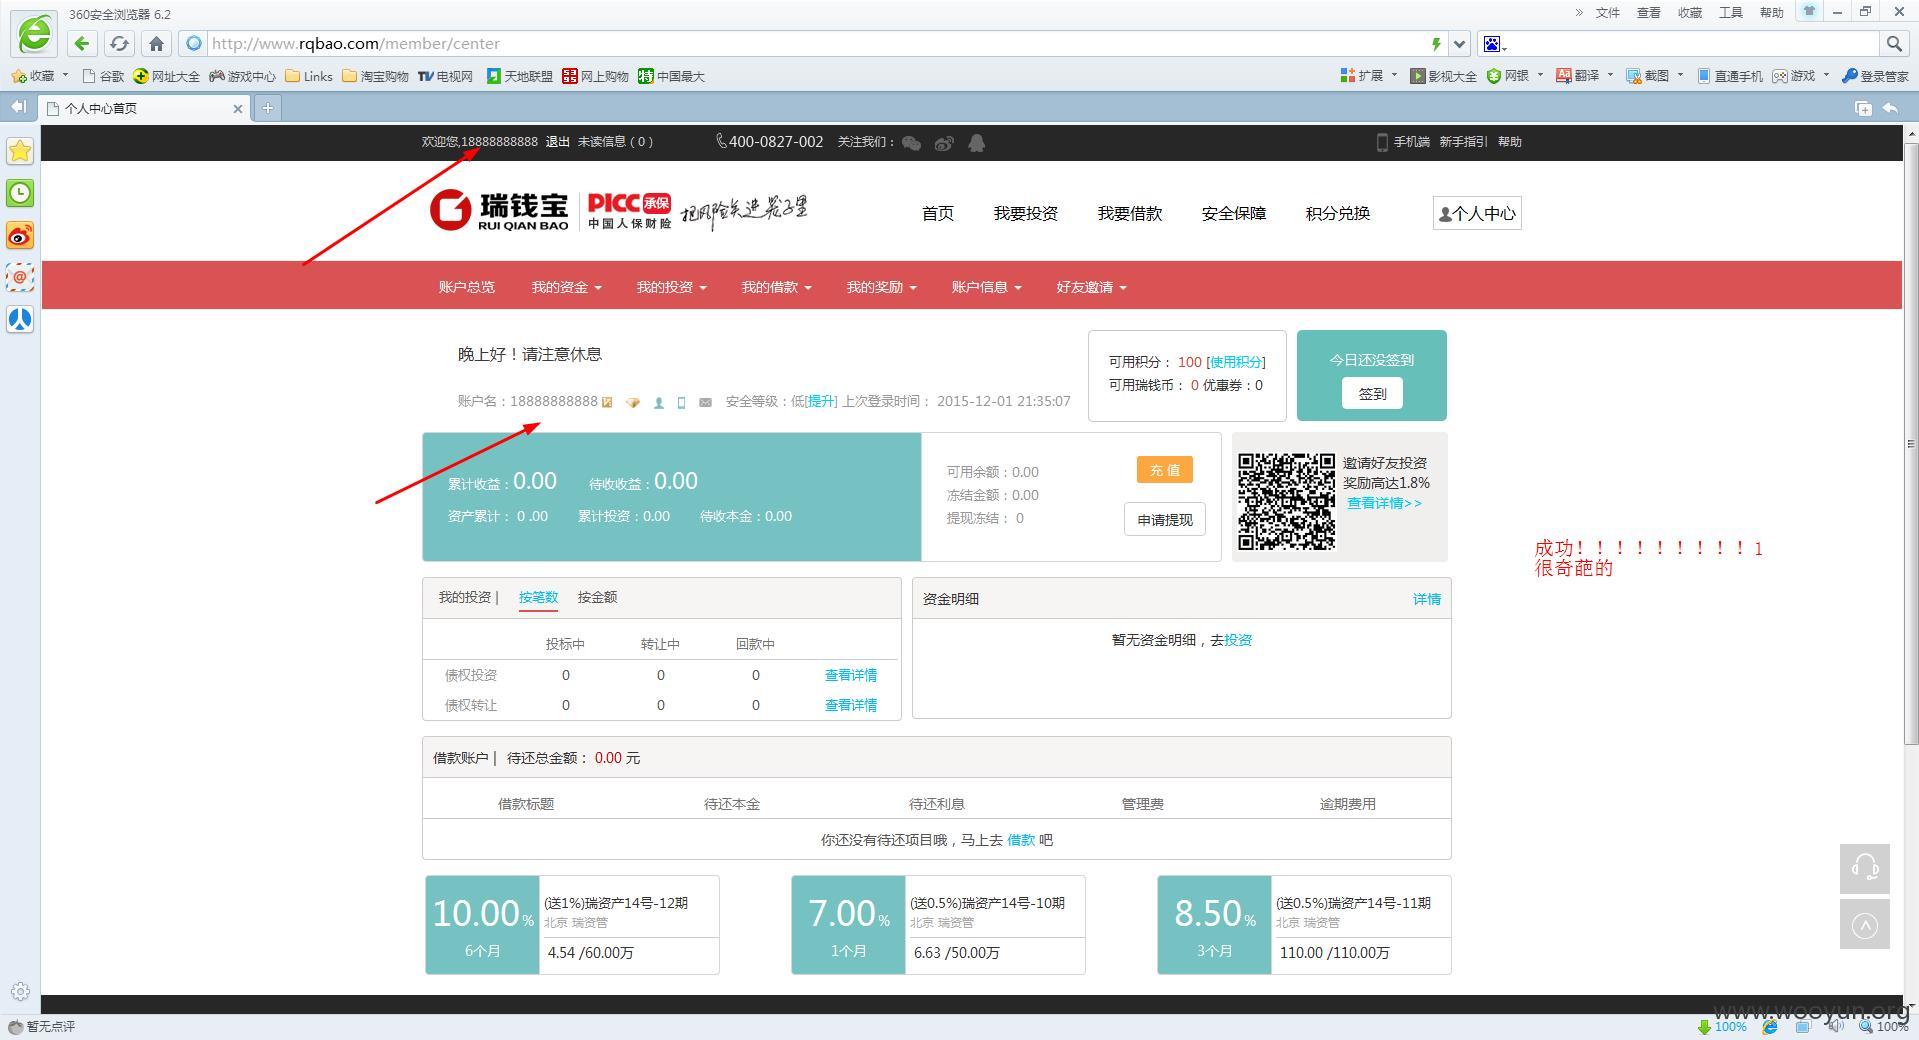 360安全浏览器 6.2
» 文件 查看 收藏 工具 帮助
http://www.rqbao.com/member/center
收藏 谷歌 网址大全 游戏中心 Links 淘宝购物 电视网 天地联盟 网上购物 中国最大
扩展 影视大全 网银 翻译 截图 直通手机 游戏 登录管家
个人中心首页
欢迎您,18888888888 退出 未读信息 ( 0 ) 400-0827-002 关注我们： 手机端 新手指引 帮助
瑞钱宝 PICC 承保
RUI QIAN BAO 中国人保财险
首页 我要投资 我要借款 安全保障 积分兑换 个人中心
账户总览 我的资金 我的投资 我的借款 我的奖励 账户信息 好友邀请
晚上好！请注意休息
账户名：18888888888 安全等级：低[提升] 上次登录时间： 2015-12-01 21:35:07
可用积分： 100 [使用积分]
可用瑞钱币： 0 优惠券：0
今日还没签到
签到
累计收益：0.00 待收收益：0.00
资产累计： 0 .00 累计投资：0.00 待收本金：0.00
可用余额：0.00
冻结金额：0.00
提现冻结： 0
充 值
申请提现
邀请好友投资
奖励高达1.8%
查看详情>>
成功！！！！！！！！！1
很奇葩的
我的投资 | 按笔数 按金额
投标中 转让中 回款中
债权投资 0 0 0 查看详情
债权转让 0 0 0 查看详情
资金明细 详情
暂无资金明细，去投资
借款账户 | 待还总金额： 0.00 元
借款标题 待还本金 待还利息 管理费 逾期费用
你还没有待还项目哦，马上去 借款 吧
10.00%
6个月
(送1%)瑞资产14号-12期
北京 瑞资管
4.54 /60.00万
7.00%
1个月
(送0.5%)瑞资产14号-10期
北京 瑞资管
6.63 /50.00万
8.50%
3个月
(送0.5%)瑞资产14号-11期
北京 瑞资管
110.00 /110.00万
www.wooyun.org
暂无点评
100% 100%